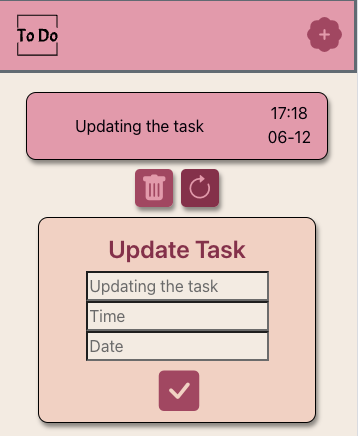 To Do
Updating the task
17:18
06-12
Update Task
Updating the task
Time
Date